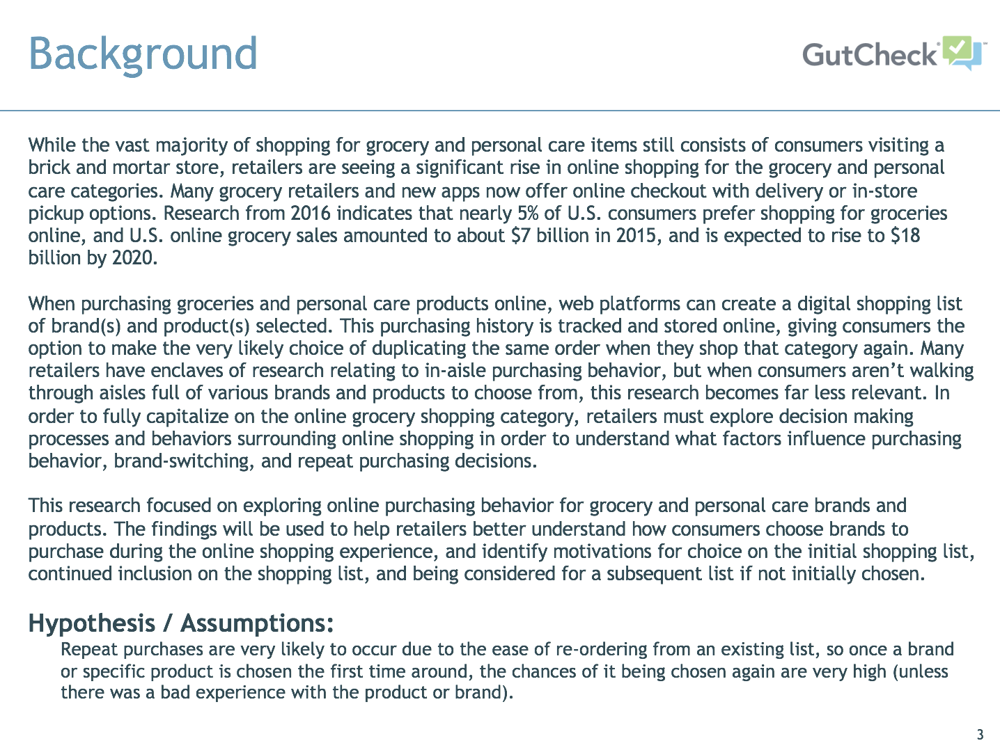 Background
GutCheck
While the vast majority of shopping for grocery and personal care items still consists of consumers visiting a
brick and mortar store, retailers are seeing a significant rise in online shopping for the grocery and personal
care categories. Many grocery retailers and new apps now offer online checkout with delivery or in-store
pickup options. Research from 2016 indicates that nearly 5% of U.S. consumers prefer shopping for groceries
online, and U.S. online grocery sales amounted to about $7 billion in 2015, and is expected to rise to $18
billion by 2020.
When purchasing groceries and personal care products online, web platforms can create a digital shopping list
of brand(s) and product(s) selected. This purchasing history is tracked and stored online, giving consumers the
option to make the very likely choice of duplicating the same order when they shop that category again. Many
retailers have enclaves of research relating to in-aisle purchasing behavior, but when consumers aren’t walking
through aisles full of various brands and products to choose from, this research becomes far less relevant. In
order to fully capitalize on the online grocery shopping category, retailers must explore decision making
processes and behaviors surrounding online shopping in order to understand what factors influence purchasing
behavior, brand-switching, and repeat purchasing decisions.
This research focused on exploring online purchasing behavior for grocery and personal care brands and
products. The findings will be used to help retailers better understand how consumers choose brands to
purchase during the online shopping experience, and identify motivations for choice on the initial shopping list,
continued inclusion on the shopping list, and being considered for a subsequent list if not initially chosen.
Hypothesis / Assumptions:
Repeat purchases are very likely to occur due to the ease of re-ordering from an existing list, so once a brand
or specific product is chosen the first time around, the chances of it being chosen again are very high (unless
there was a bad experience with the product or brand).
3